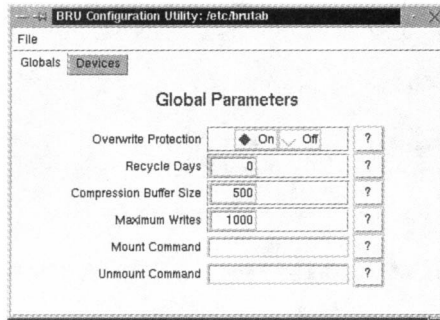 BRU Configuration Utility: /etc/brutab
File
Globals Devices
Global Parameters
Overwrite Protection On Off ?
Recycle Days 0 ?
Compression Buffer Size 500 ?
Maximum Writes 1000 ?
Mount Command ?
Unmount Command ?